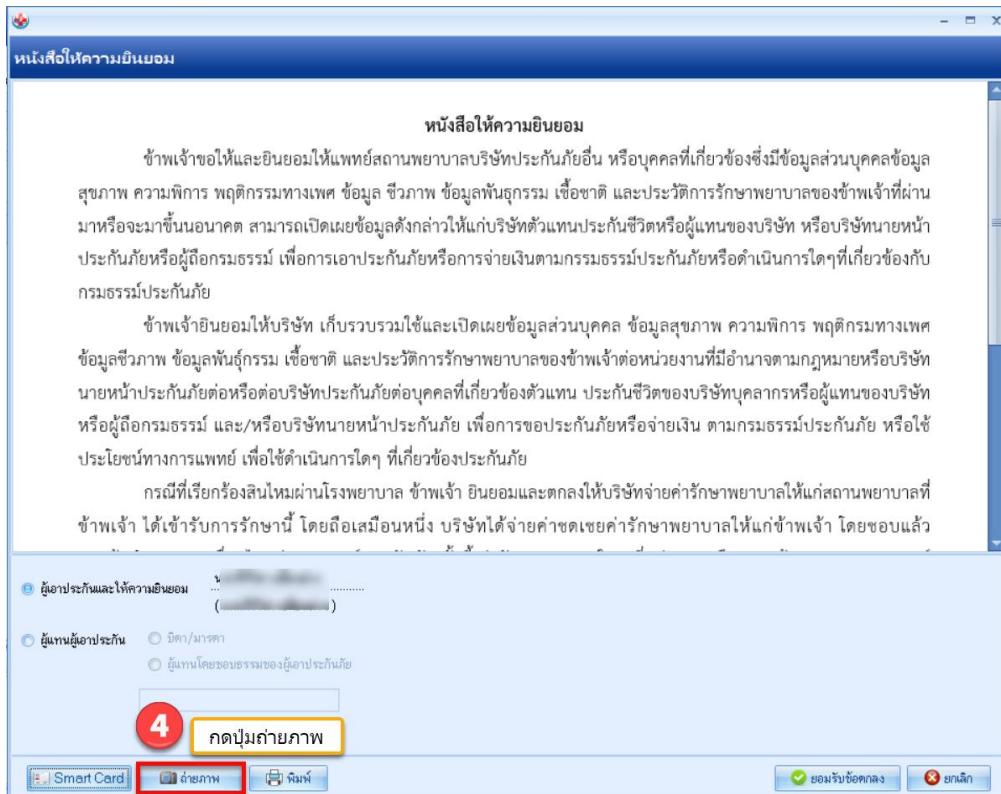 หนังสือให้ความยินยอม
หนังสือให้ความยินยอม
ข้าพเจ้าขอให้และยินยอมให้แพทย์สถานพยาบาลบริษัทประกันภัยอื่น หรือบุคคลที่เกี่ยวข้องซึ่งมีข้อมูลส่วนบุคคลข้อมูล
สุขภาพ ความพิการ พฤติกรรมทางเพศ ข้อมูล ชีวภาพ ข้อมูลพันธุกรรม เชื้อชาติ และประวัติการรักษาพยาบาลของข้าพเจ้าที่ผ่าน
มาหรือจะมาขึ้นนอนาคต สามารถเปิดเผยข้อมูลดังกล่าวให้แก่บริษัทตัวแทนประกันชีวิตหรือผู้แทนของบริษัท หรือบริษัทนายหน้า
ประกันภัยหรือผู้ถือกรมธรรม์ เพื่อการเอาประกันภัยหรือการจ่ายเงินตามกรรมธรรม์ประกันภัยหรือดำเนินการใดๆที่เกี่ยวข้องกับ
กรมธรรม์ประกันภัย
ข้าพเจ้ายินยอมให้บริษัท เก็บรวบรวมใช้และเปิดเผยข้อมูลส่วนบุคคล ข้อมูลสุขภาพ ความพิการ พฤติกรมทางเพศ
ข้อมูลชีวภาพ ข้อมูลพันธุ์กรรม เชื้อชาติ และประวัติการรักษาพยาบาลของข้าพเจ้าต่อหน่วยงานที่มีอำนาจตามกฎหมายหรือบริษัท
นายหน้าประกันภัยต่อหรือต่อบริษัทประกันภัยต่อบุคคลที่เกี่ยวข้องตัวแทน ประกันชีวิตของบริษัทบุคลากรหรือผู้แทนของบริษัท
หรือผู้ถือกรมธรรม์ และ/หรือบริษัทนายหน้าประกันภัย เพื่อการขอประกันภัยหรือจ่ายเงิน ตามกรมธรรม์ประกันภัย หรือใช้
ประโยชน์ทางการแพทย์ เพื่อใช้ดำเนินการใดๆ ที่เกี่ยวข้องประกันภัย
กรณีที่เรียกร้องสินไหมผ่านโรงพยาบาล ข้าพเจ้า ยินยอมและตกลงให้บริษัทจ่ายค่ารักษาพยาบาลให้แก่สถานพยาบาลที่
ข้าพเจ้า ได้เข้ารับการรักษานี้ โดยถือเสมือนหนึ่ง บริษัทได้จ่ายค่าชดเชยค่ารักษาพยาบาลให้แก่ข้าพเจ้า โดยชอบแล้ว
ผู้เอาประกันและให้ความยินยอม
ผู้แทนผู้เอาประกัน
บิดา/มารดา
ผู้แทนโดยชอบธรรมของผู้เอาประกันภัย
4
กดปุ่มถ่ายภาพ
Smart Card
ถ่ายภาพ
พิมพ์
ยอมรับข้อตกลง
ยกเลิก